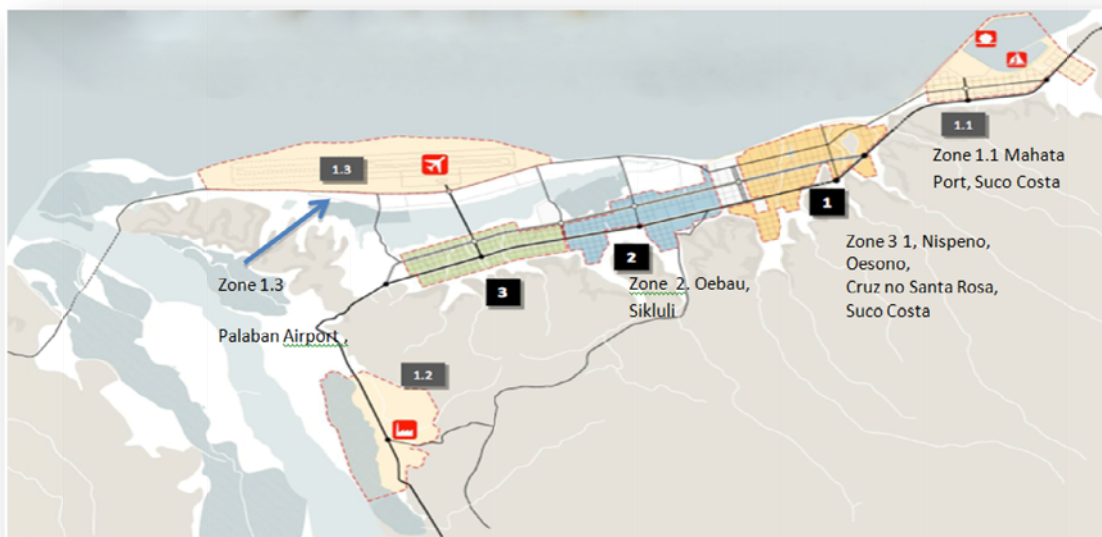 1.1
Zone 1.1 Mahata
Port, Suco Costa
1.3
1
Zone 3 1, Nispeno,
Oesono,
Cruz no Santa Rosa,
Suco Costa
2
Zone 2. Oebau,
Sikluli
3
Zone 1.3
Palaban Airport ,
1.2